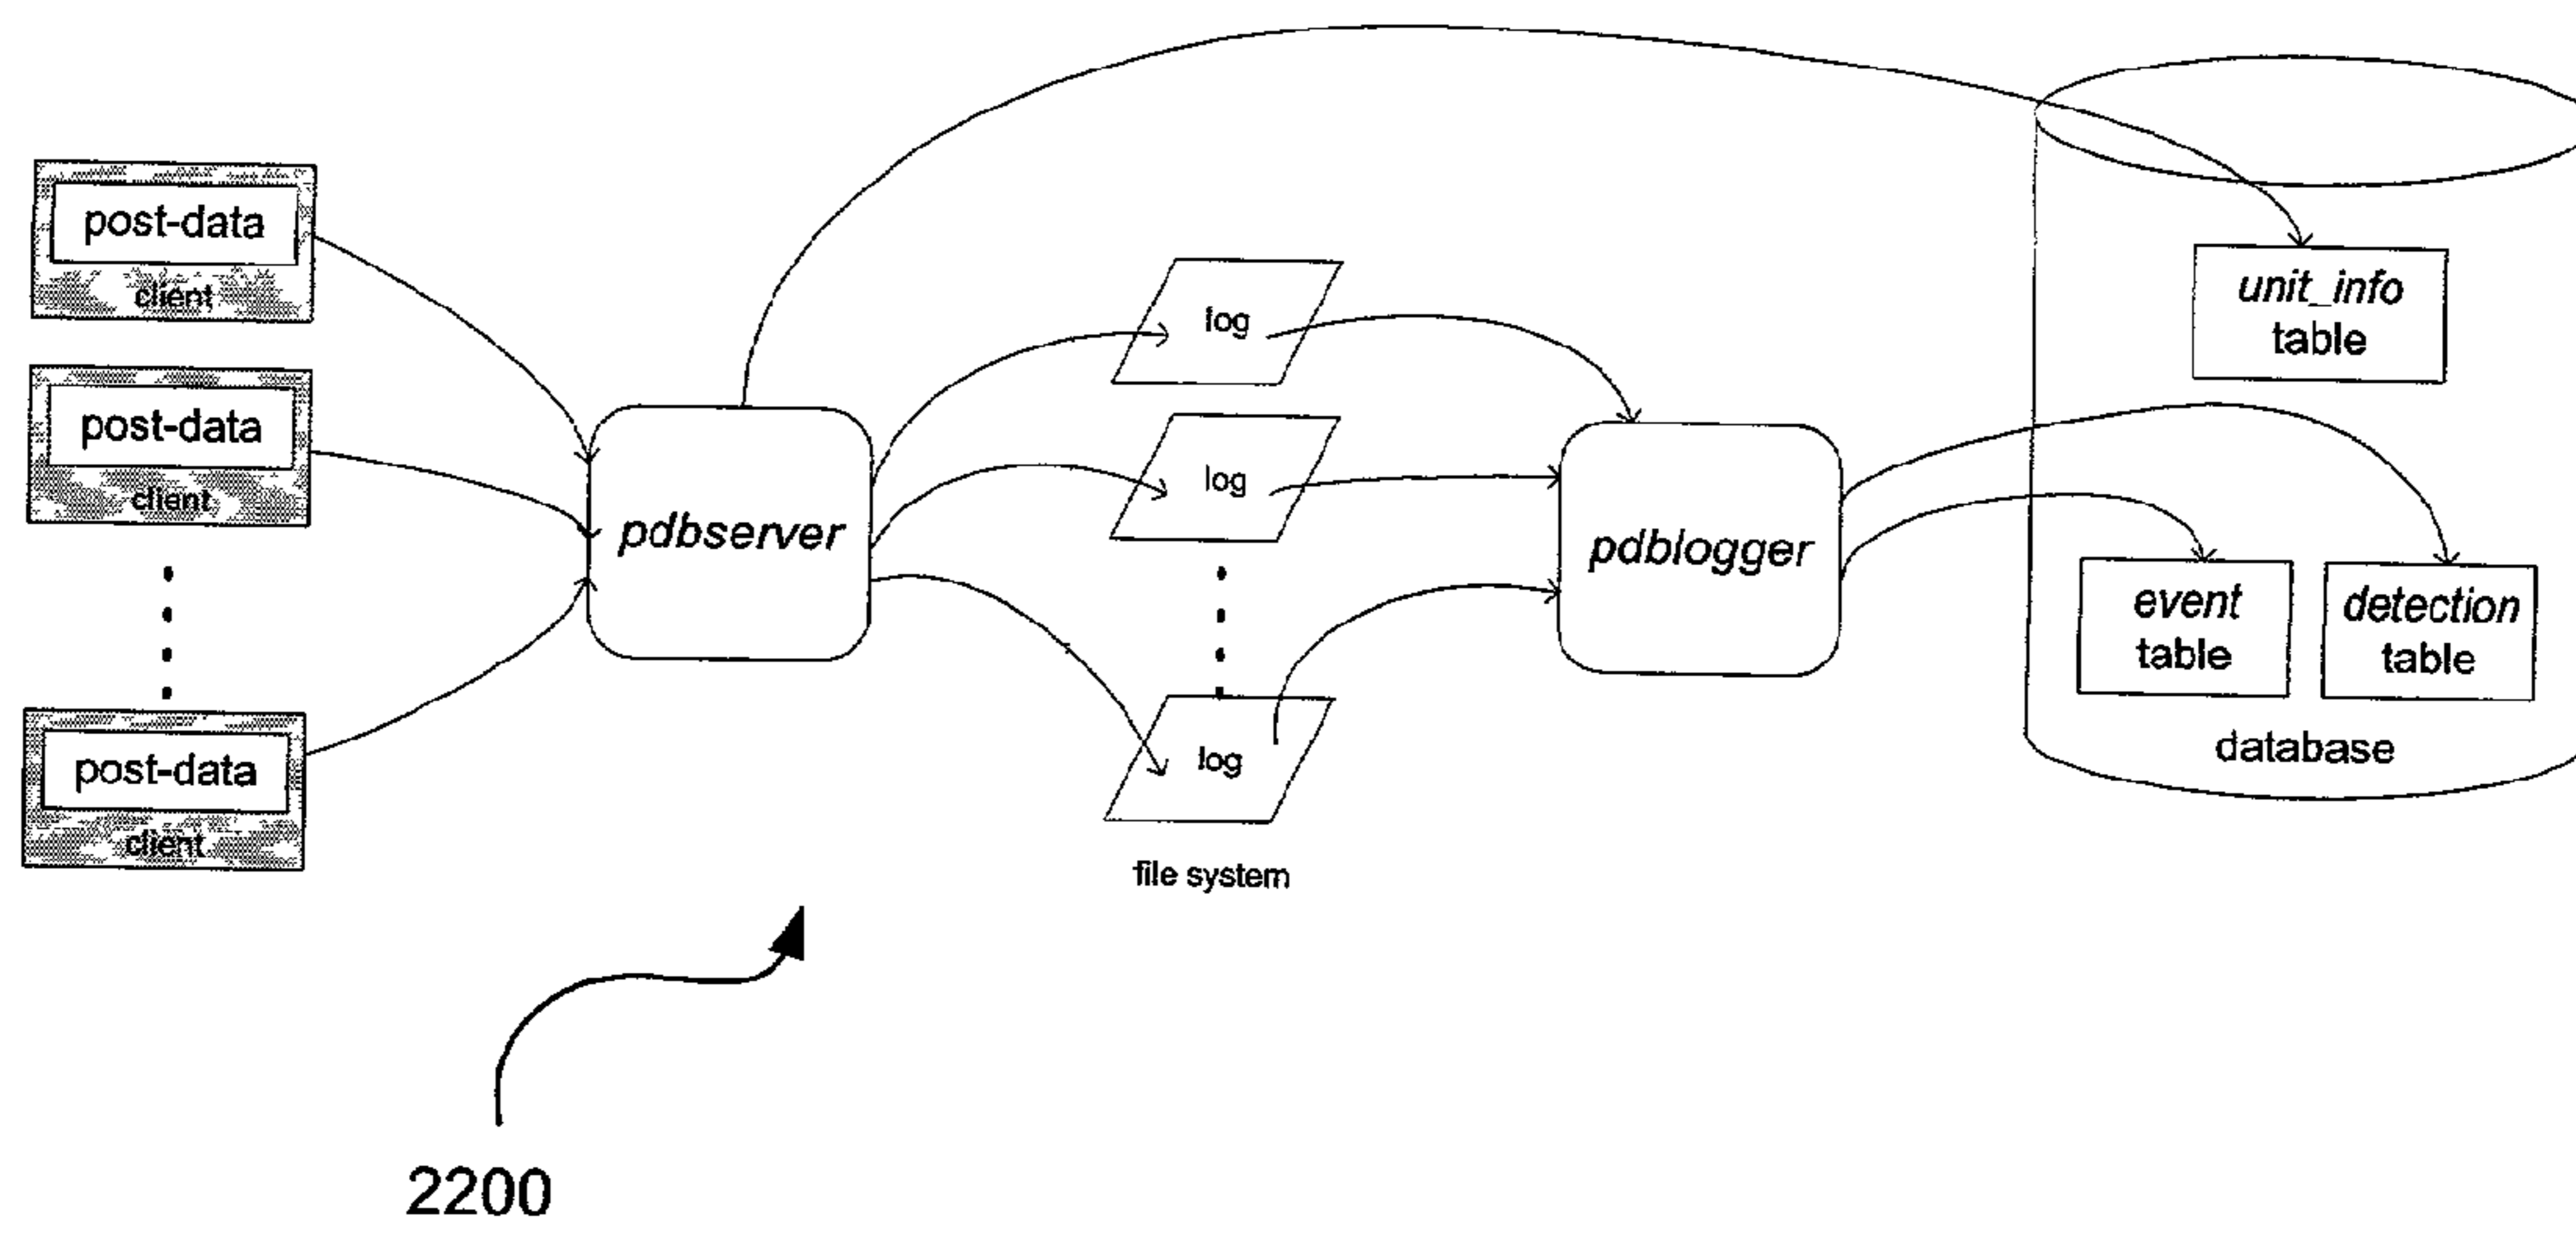 post-data
client
post-data
client
post-data
client
pdbserver
log
log
log
file system
pdblogger
unit_info
table
event
table
detection
table
database
2200